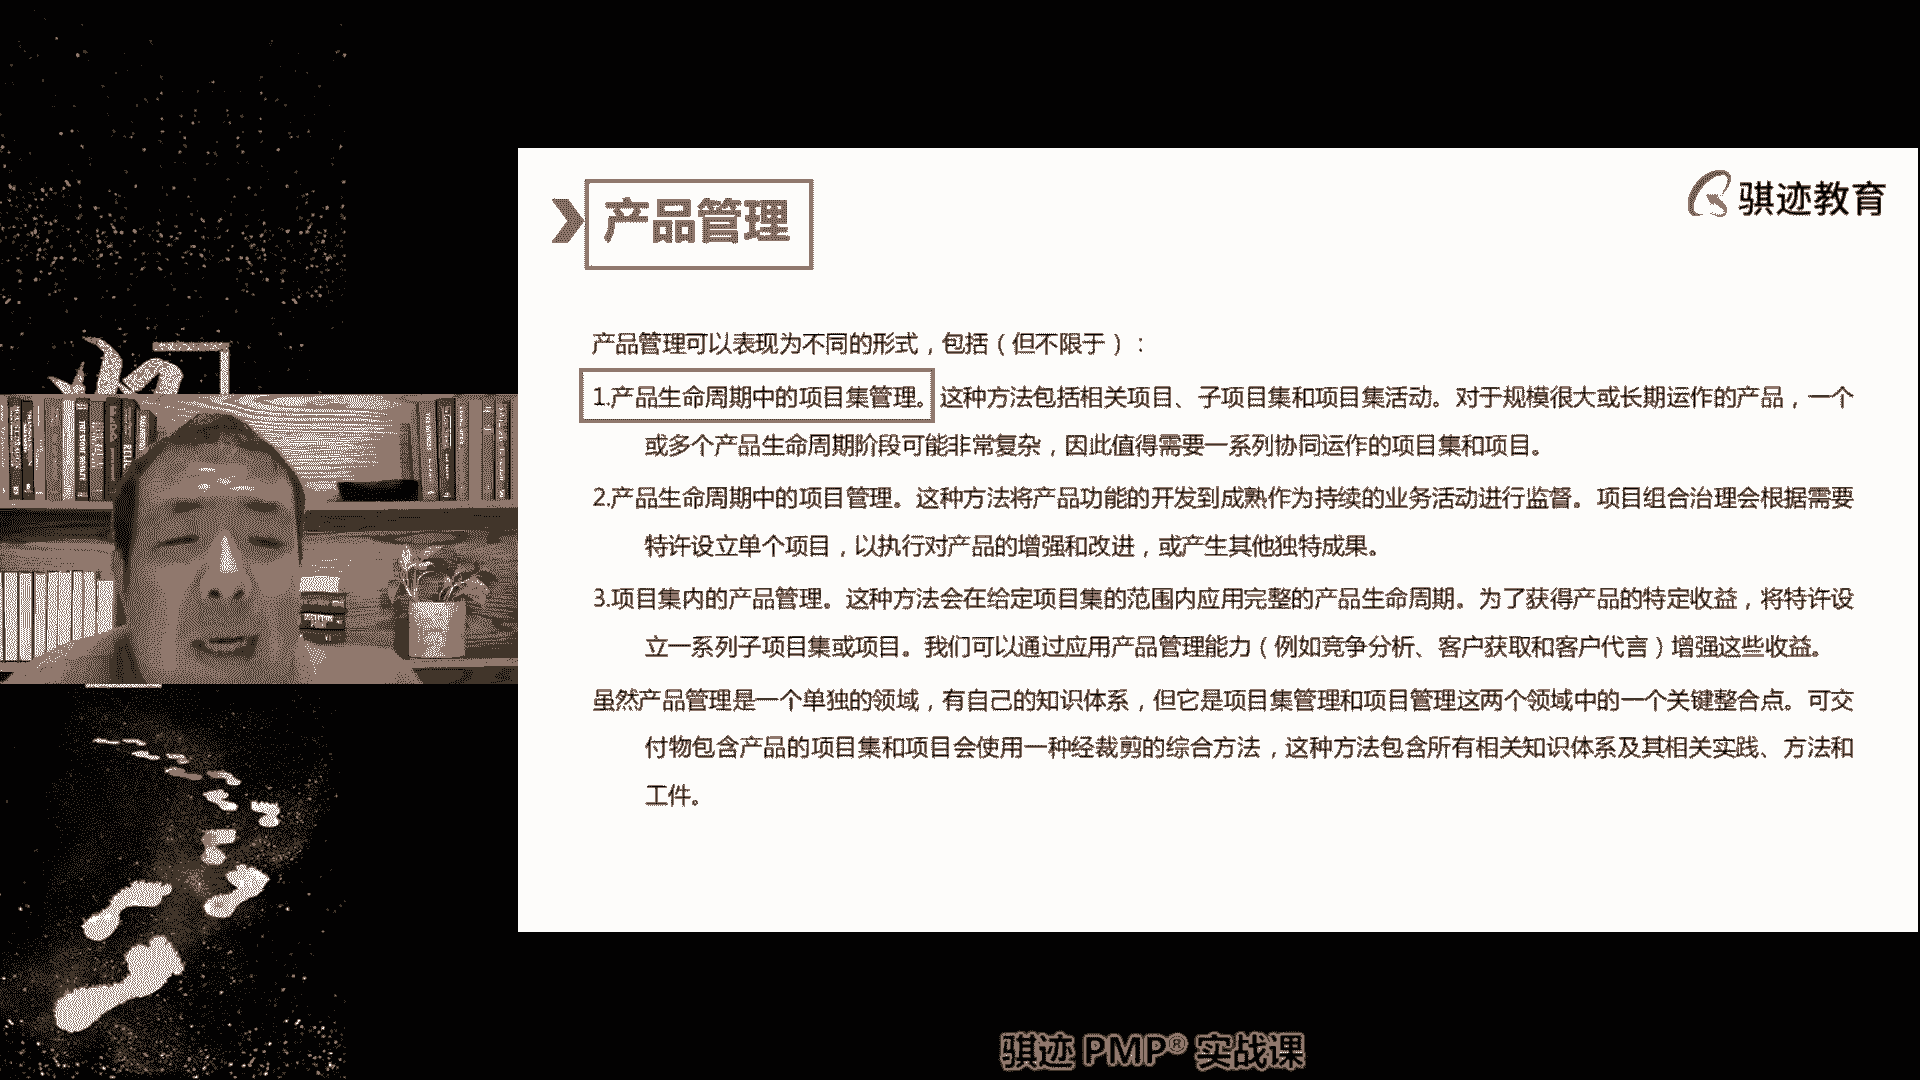 产品管理
骐迹教育
产品管理可以表现为不同的形式，包括（但不限于）：
1.产品生命周期中的项目集管理。这种方法包括相关项目、子项目集和项目集活动。对于规模很大或长期运作的产品，一个
或多个产品生命周期阶段可能非常复杂，因此值得需要一系列协同运作的项目集和项目。
2.产品生命周期中的项目管理。这种方法将产品功能的开发到成熟作为持续的业务活动进行监督。项目组合治理会根据需要
特许设立单个项目，以执行对产品的增强和改进，或产生其他独特成果。
3.项目集内的产品管理。这种方法会在给定项目集的范围内应用完整的产品生命周期。为了获得产品的特定收益，将特许设
立一系列子项目集或项目。我们可以通过应用产品管理能力（例如竞争分析、客户获取和客户代言）增强这些收益。
虽然产品管理是一个单独的领域，有自己的知识体系，但它是项目集管理和项目管理这两个领域中的一个关键整合点。可交
付物包含产品的项目集和项目会使用一种经裁剪的综合方法，这种方法包含所有相关知识体系及其相关实践、方法和
工件。
骐迹 PMP® 实战课